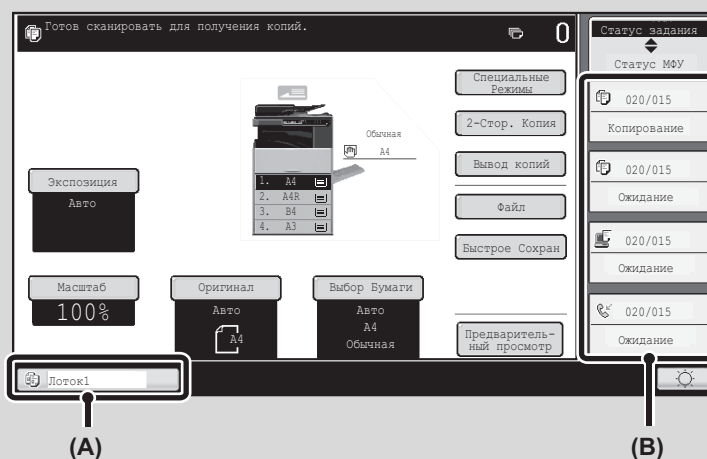 Готов сканировать для получения копий.
0
Статус задания
Статус МФУ
Специальные
Режимы
2-Стор. Копия
Вывод копий
Файл
Быстрое Сохран
Предваритель-
ный просмотр
Обычная
A4
1. A4
2. A4R
3. B4
4. A3
Экспозиция
Авто
Масштаб
100%
Оригинал
Авто
A4
Выбор Бумаги
Авто
A4
Обычная
020/015
Копирование
020/015
Ожидание
020/015
Ожидание
020/015
Ожидание
Лоток1
(A)
(B)